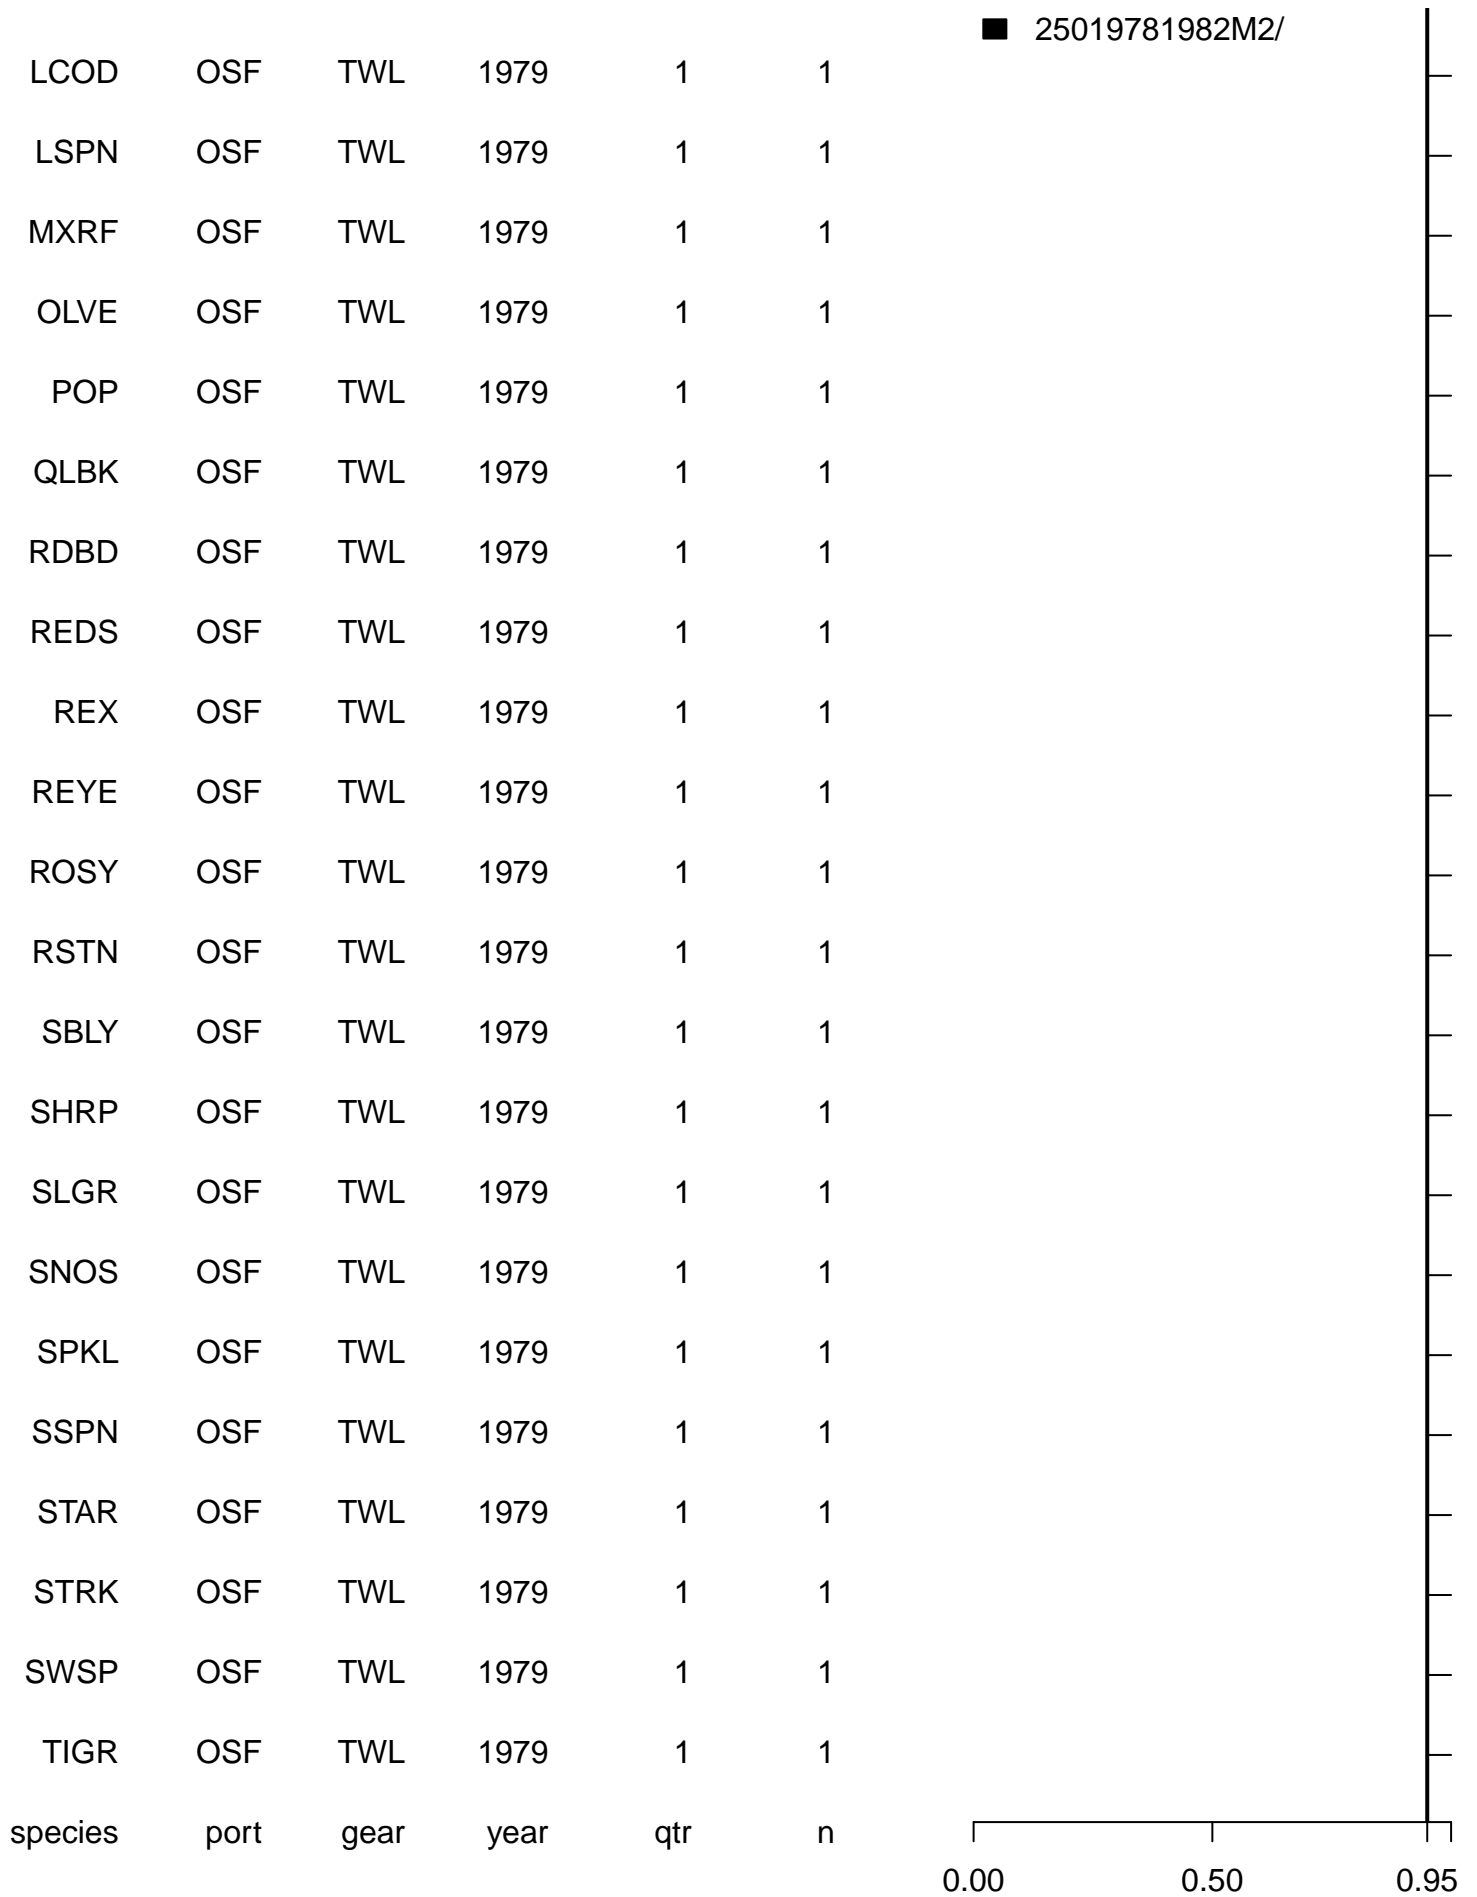 25019781982M2/
LCOD OSF TWL 1979 1 1
LSPN OSF TWL 1979 1 1
MXRF OSF TWL 1979 1 1
OLVE OSF TWL 1979 1 1
POP OSF TWL 1979 1 1
QLBK OSF TWL 1979 1 1
RDBD OSF TWL 1979 1 1
REDS OSF TWL 1979 1 1
REX OSF TWL 1979 1 1
REYE OSF TWL 1979 1 1
ROSY OSF TWL 1979 1 1
RSTN OSF TWL 1979 1 1
SBLY OSF TWL 1979 1 1
SHRP OSF TWL 1979 1 1
SLGR OSF TWL 1979 1 1
SNOS OSF TWL 1979 1 1
SPKL OSF TWL 1979 1 1
SSPN OSF TWL 1979 1 1
STAR OSF TWL 1979 1 1
STRK OSF TWL 1979 1 1
SWSP OSF TWL 1979 1 1
TIGR OSF TWL 1979 1 1
species port gear year qtr n
0.00 0.50 0.95